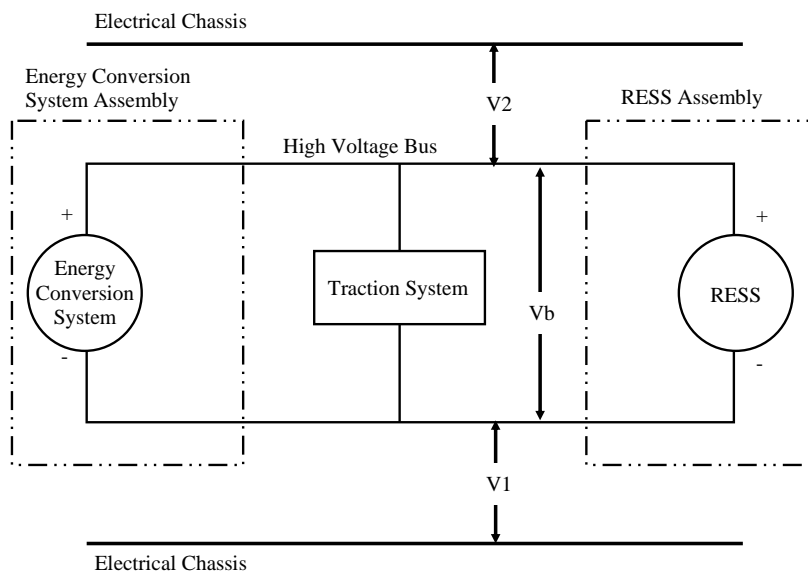 Electrical Chassis
Energy Conversion
System Assembly
V2
RESS Assembly
High Voltage Bus
+
+
Energy
Conversion
System
Traction System
Vb
RESS
-
-
V1
Electrical Chassis